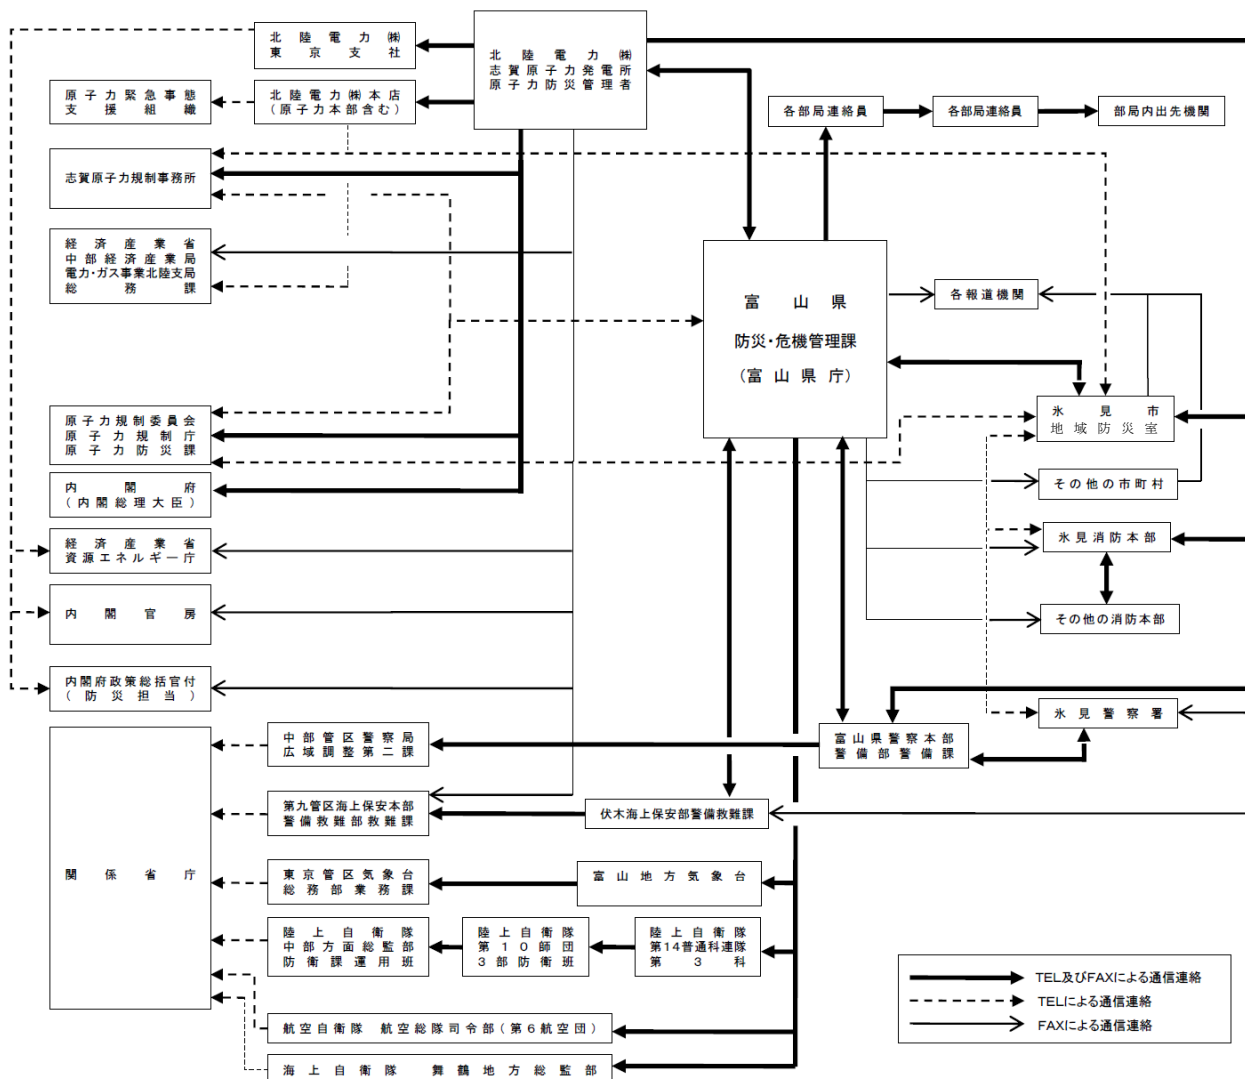 北陸電力㈱
東京支社
北陸電力㈱
志賀原子力発電所
原子力防災管理者
原子力緊急事態
支援組織
北陸電力㈱本店
(原子力本部含む)
各部局連絡員
各部局連絡員
部局内出先機関
志賀原子力規制事務所
経済産業省
中部経済産業局
電力・ガス事業北陸支局
総務課
富山県
防災・危機管理課
(富山県庁)
各報道機関
氷見市
地域防災室
原子力規制委員会
原子力規制庁
原子力防災課
内閣府
(内閣総理大臣)
その他の市町村
経済産業省
資源エネルギー庁
氷見消防本部
内閣官房
その他の消防本部
内閣府政策総括官付
(防災担当)
氷見警察署
中部管区警察局
広域調整第二課
富山県警察本部
警備部警備課
第九管区海上保安本部
警備救難部救難課
伏木海上保安部警備救難課
関係省庁
東京管区気象台
総務部業務課
富山地方気象台
陸上自衛隊
中部方面総監部
防衛課運用班
陸上自衛隊
第10師団
3部防衛班
陸上自衛隊
第14普通科連隊
第3科
航空自衛隊 航空総隊司令部(第6航空団)
海上自衛隊 舞鶴地方総監部
TEL及びFAXによる通信連絡
TELによる通信連絡
FAXによる通信連絡